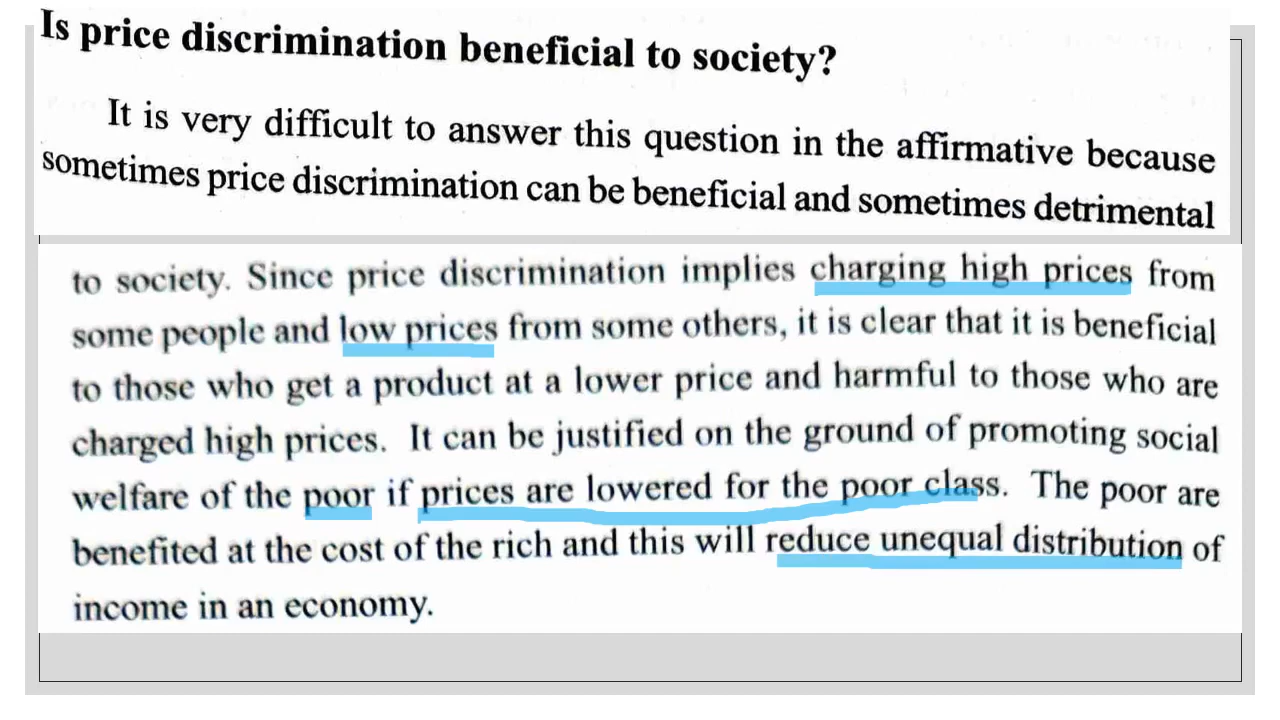 Is price discrimination beneficial to society?
It is very difficult to answer this question in the affirmative because
sometimes price discrimination can be beneficial and sometimes detrimental
to society. Since price discrimination implies charging high prices from
some people and low prices from some others, it is clear that it is beneficial
to those who get a product at a lower price and harmful to those who are
charged high prices. It can be justified on the ground of promoting social
welfare of the poor if prices are lowered for the poor class. The poor are
benefited at the cost of the rich and this will reduce unequal distribution of
income in an economy.